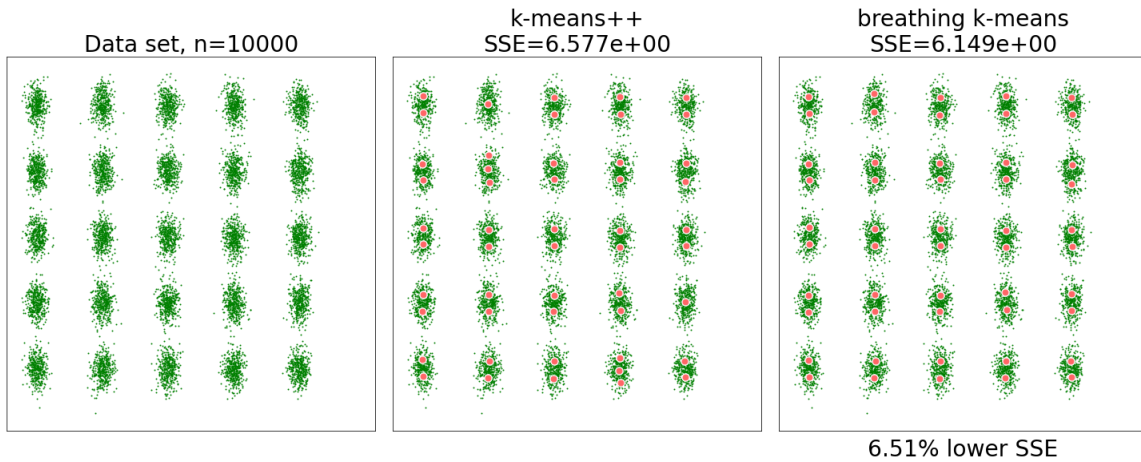 Data set, n=10000
k-means++
SSE=6.577e+00
breathing k-means
SSE=6.149e+00
6.51% lower SSE